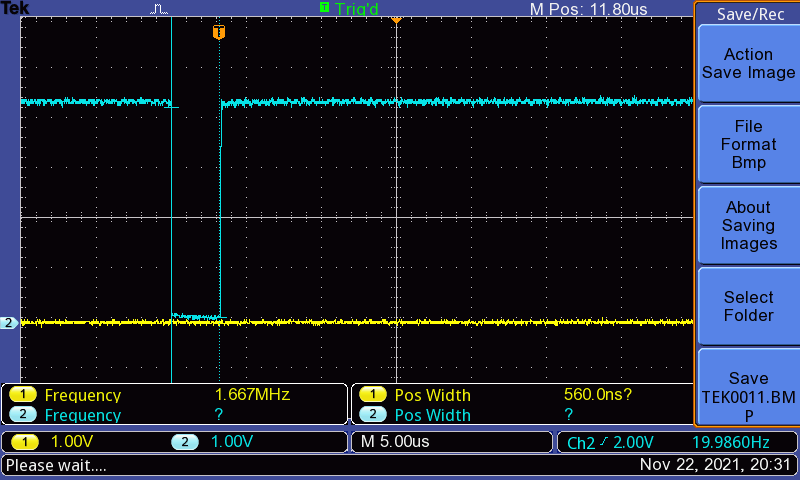 Tek
T Trig'd
M Pos: 11.80us
Save/Rec
Action
Save Image
File
Format
Bmp
About
Saving
Images
Select
Folder
Save
TEK0011.BM
P
T
2
1 Frequency 1.667MHz
2 Frequency ?
1 Pos Width 560.0ns?
2 Pos Width ?
1 1.00V 2 1.00V
M 5.00us
Ch2 2.00V 19.9860Hz
Please wait....
Nov 22, 2021, 20:31